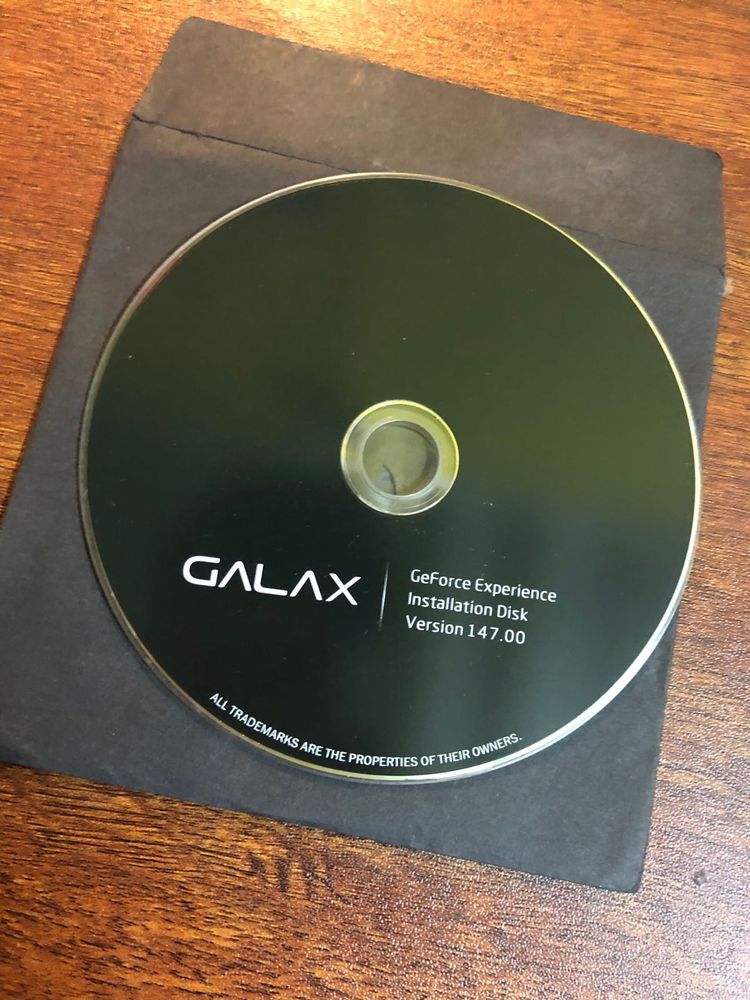 GALAX
GeForce Experience
Installation Disk
Version 147.00
ALL TRADEMARKS ARE THE PROPERTIES OF THEIR OWNERS.